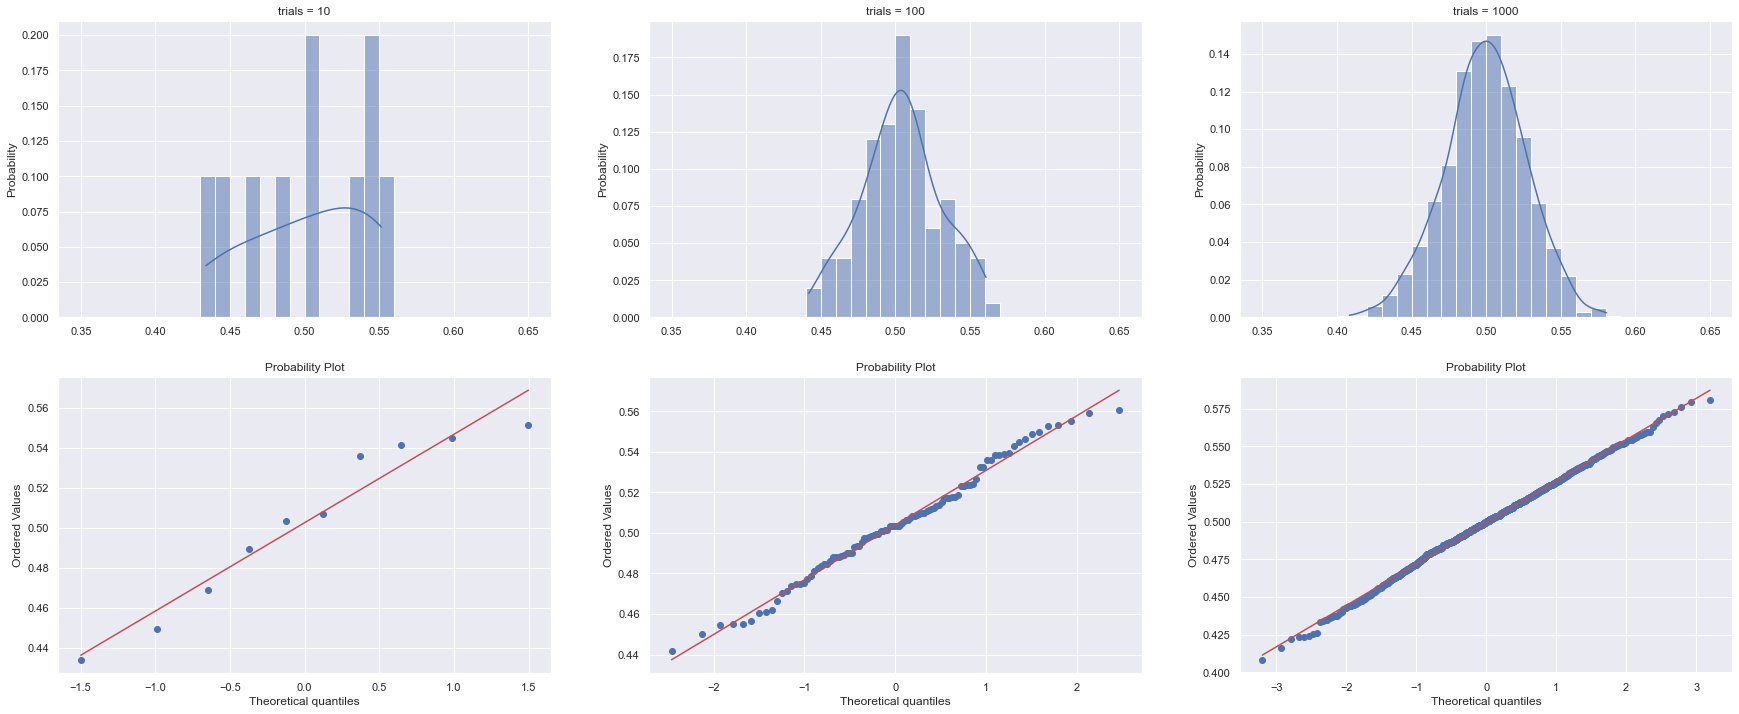 trials = 10
trials = 100
trials = 1000
Probability
0.200
0.175
0.150
0.125
0.100
0.075
0.050
0.025
0.000
0.35 0.40 0.45 0.50 0.55 0.60 0.65
Probability
0.175
0.150
0.125
0.100
0.075
0.050
0.025
0.000
0.35 0.40 0.45 0.50 0.55 0.60 0.65
Probability
0.14
0.12
0.10
0.08
0.06
0.04
0.02
0.00
0.35 0.40 0.45 0.50 0.55 0.60 0.65
Probability Plot
Ordered Values
0.56
0.54
0.52
0.50
0.48
0.46
0.44
−1.5 −1.0 −0.5 0.0 0.5 1.0 1.5
Theoretical quantiles
Probability Plot
Ordered Values
0.56
0.54
0.52
0.50
0.48
0.46
0.44
−2 −1 0 1 2
Theoretical quantiles
Probability Plot
Ordered Values
0.575
0.550
0.525
0.500
0.475
0.450
0.425
0.400
−3 −2 −1 0 1 2 3
Theoretical quantiles